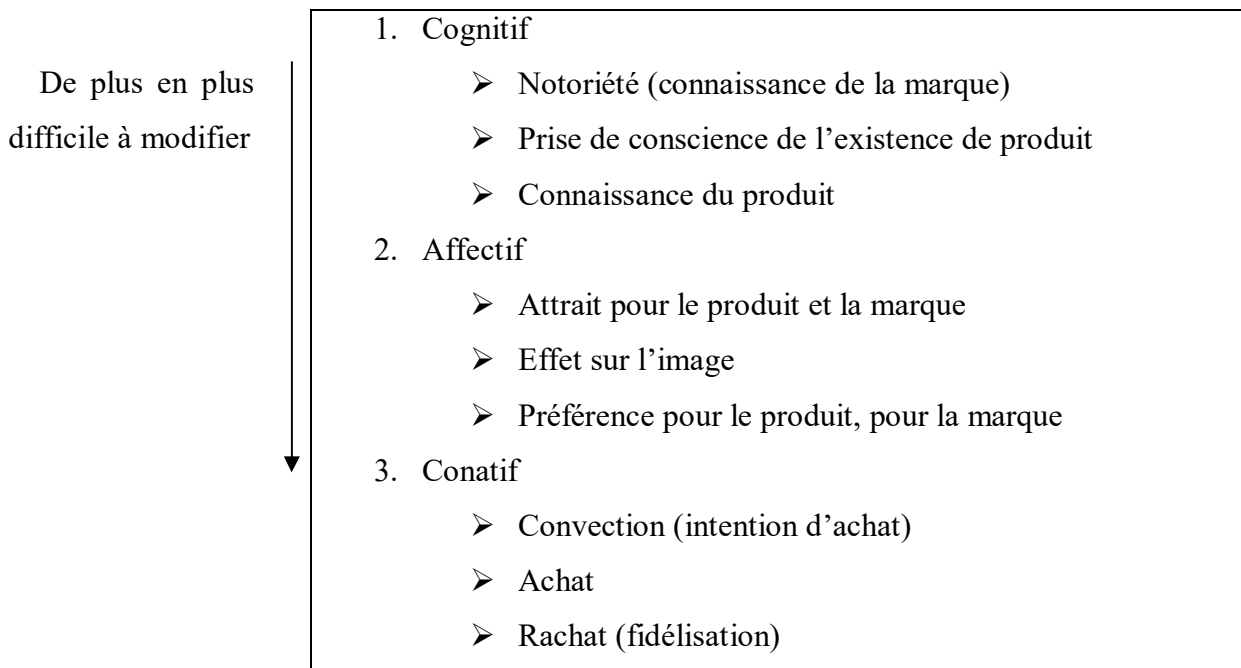 De plus en plus
difficile à modifier
1. Cognitif
➤ Notoriété (connaissance de la marque)
➤ Prise de conscience de l’existence de produit
➤ Connaissance du produit
2. Affectif
➤ Attrait pour le produit et la marque
➤ Effet sur l’image
➤ Préférence pour le produit, pour la marque
3. Conatif
➤ Convection (intention d’achat)
➤ Achat
➤ Rachat (fidélisation)